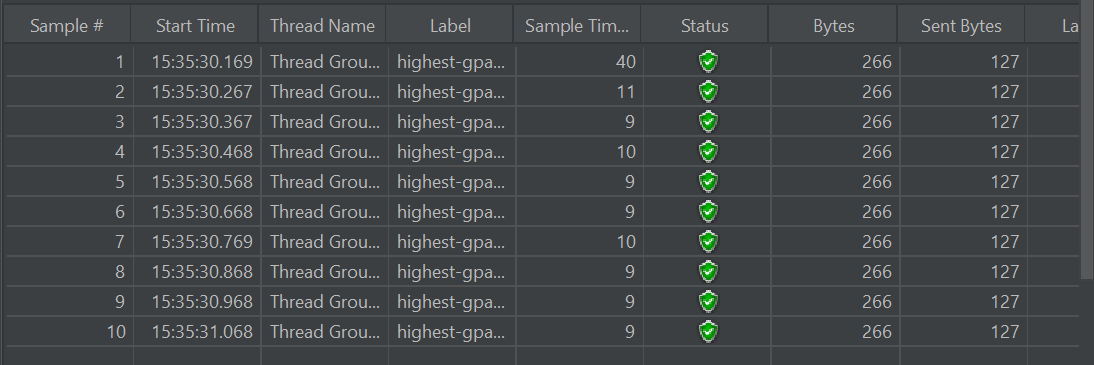 Sample # Start Time Thread Name Label Sample Tim... Status Bytes Sent Bytes La
1 15:35:30.169 Thread Grou... highest-gpa... 40 266 127
2 15:35:30.267 Thread Grou... highest-gpa... 11 266 127
3 15:35:30.367 Thread Grou... highest-gpa... 9 266 127
4 15:35:30.468 Thread Grou... highest-gpa... 10 266 127
5 15:35:30.568 Thread Grou... highest-gpa... 9 266 127
6 15:35:30.668 Thread Grou... highest-gpa... 9 266 127
7 15:35:30.769 Thread Grou... highest-gpa... 10 266 127
8 15:35:30.868 Thread Grou... highest-gpa... 9 266 127
9 15:35:30.968 Thread Grou... highest-gpa... 9 266 127
10 15:35:31.068 Thread Grou... highest-gpa... 9 266 127